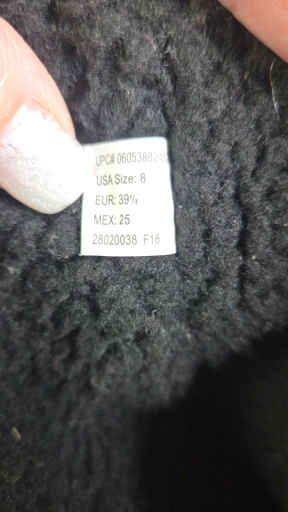 UPC#
USA Size: 8
EUR: 39½
MEX: 25
28020038 F16